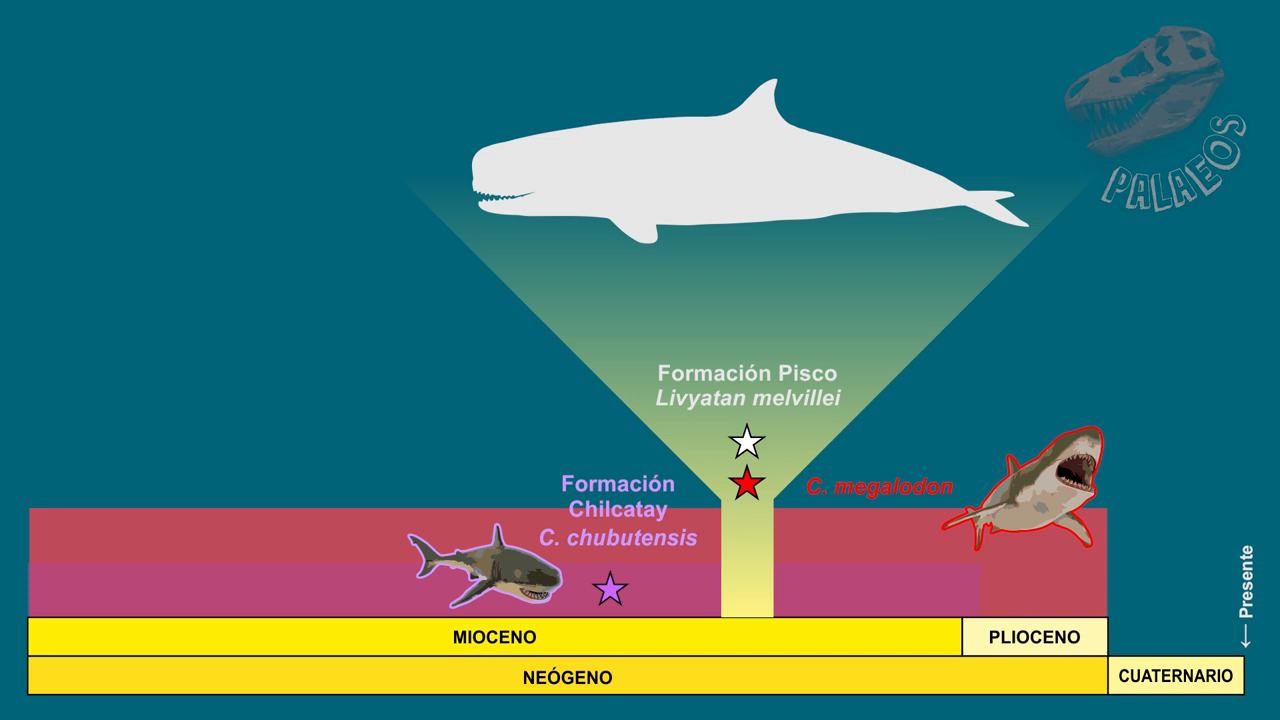 PALAEOS
Formación Pisco
Livyatan melvillei
Formación
Chilcatay
C. chubutensis
C. megalodon
← Presente
MIOCENO
PLIOCENO
NEÓGENO
CUATERNARIO